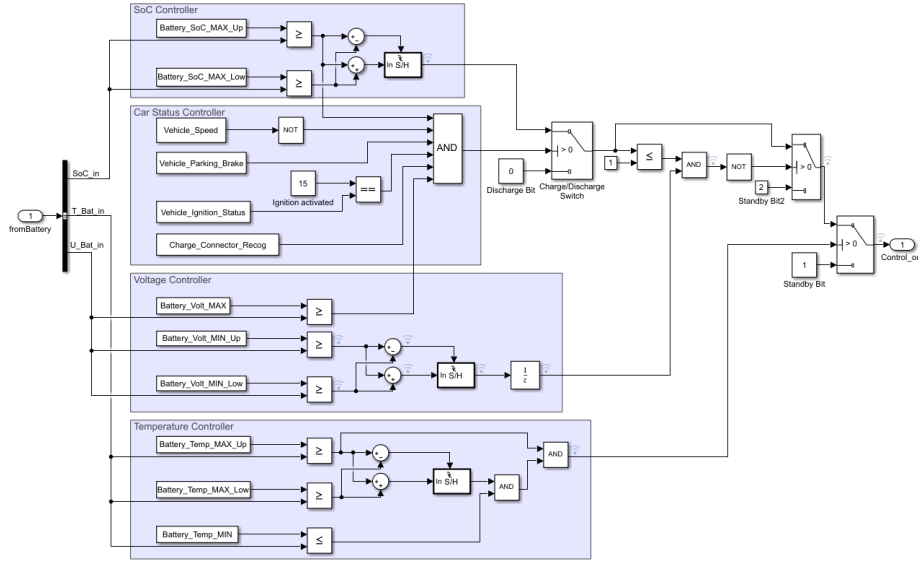 SoC Controller
Battery_SoC_MAX_Up
≥
+
−
In S/H
Battery_SoC_MAX_Low
≥
+
+
Car Status Controller
Vehicle_Speed
NOT
AND
Vehicle_Parking_Brake
15
Ignition activated
==
Vehicle_Ignition_Status
Charge_Connector_Recog
> 0
Charge/Discharge
Switch
0
Discharge Bit
1
≤
AND
NOT
> 0
2
Standby Bit2
> 0
1
Standby Bit
1
Control_ou
SoC_in
T_Bat_in
U_Bat_in
1
fromBattery
Voltage Controller
Battery_Volt_MAX
≥
Battery_Volt_MIN_Up
≥
+
−
Battery_Volt_MIN_Low
≥
+
+
In S/H
1
z
Temperature Controller
Battery_Temp_MAX_Up
≥
+
−
AND
Battery_Temp_MAX_Low
≥
+
+
In S/H
AND
Battery_Temp_MIN
≤